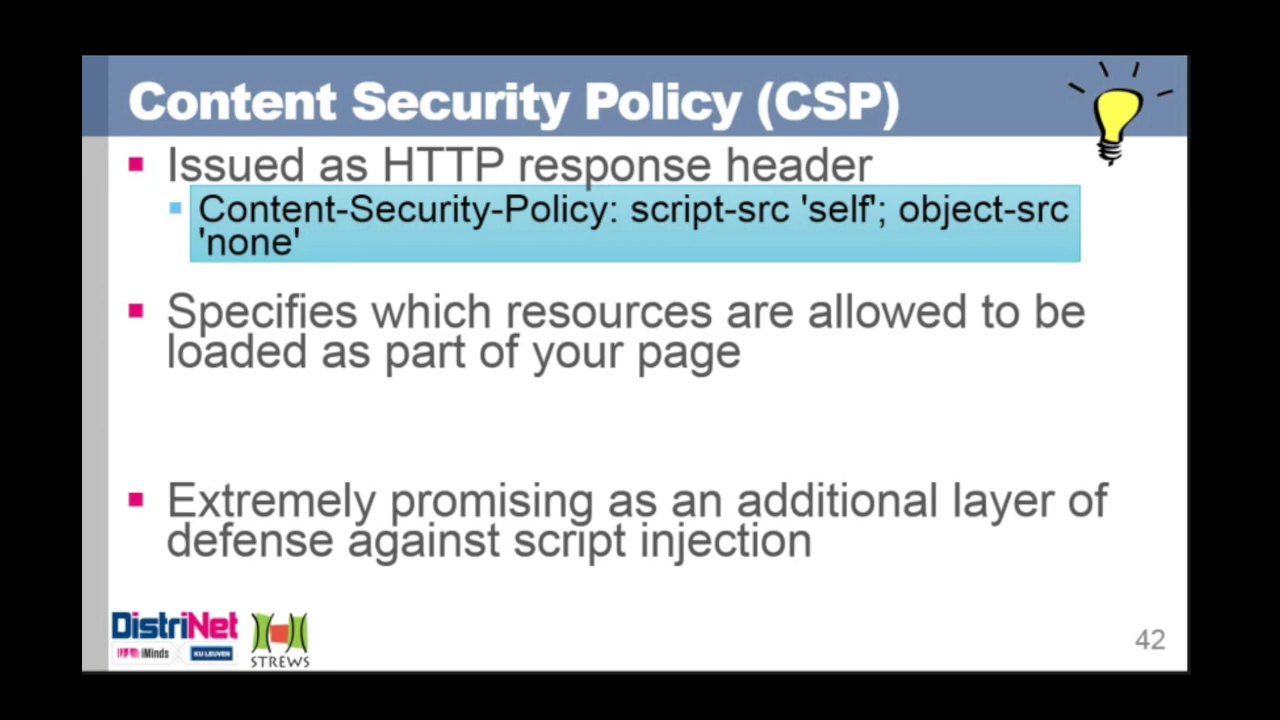 Content Security Policy (CSP)
Issued as HTTP response header
Content-Security-Policy: script-src 'self'; object-src
'none'
Specifies which resources are allowed to be
loaded as part of your page
Extremely promising as an additional layer of
defense against script injection
DistriNet
iMinds KU LEUVEN
STREWS
42